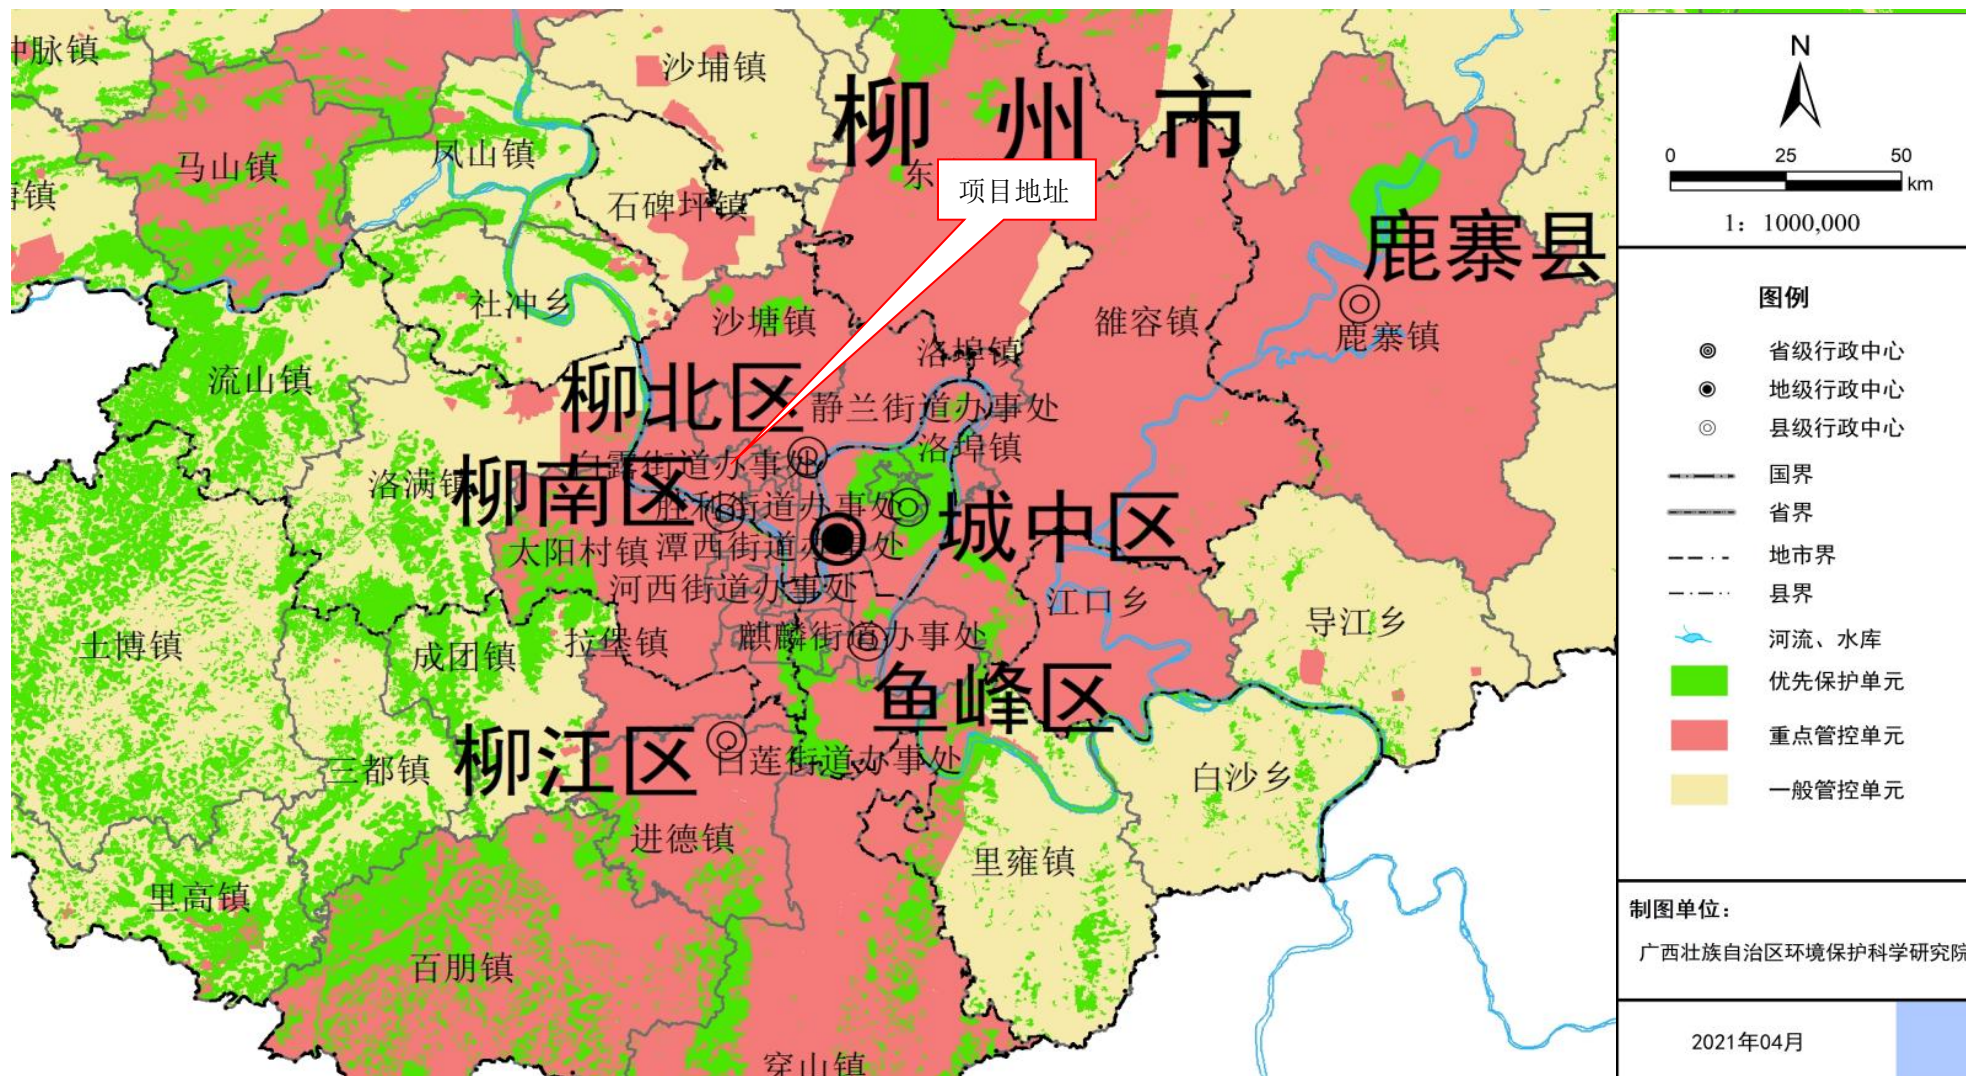 沙埔镇
柳州市
马山镇
凤山镇
东
项目地址
石碑坪镇
鹿寨县
社冲乡
沙塘镇
雒容镇
鹿寨镇
洛埠镇
流山镇
柳北区
静兰街道办事处
洛埠镇
白露街道办事处
洛满镇
柳南区
胜利街道办事处
城中区
太阳村镇
潭西街道办事处
河西街道办事处
江口乡
导江乡
土博镇
成团镇
拉堡镇
麒麟街道办事处
鱼峰区
柳江区
三都镇
白莲街道办事处
白沙乡
进德镇
里雍镇
里高镇
百朋镇
穿山镇
N
0 25 50
km
1：1000,000
图例
省级行政中心
地级行政中心
县级行政中心
国界
省界
地市界
县界
河流、水库
优先保护单元
重点管控单元
一般管控单元
制图单位：
广西壮族自治区环境保护科学研究院
2021年04月